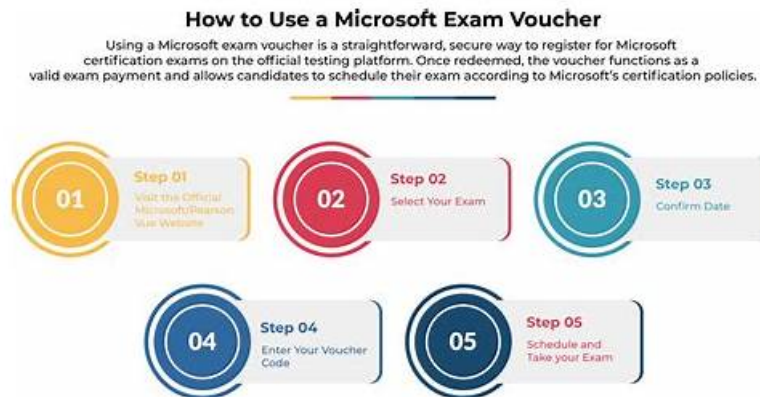 How to Use a Microsoft Exam Voucher
Using a Microsoft exam voucher is a straightforward, secure way to register for Microsoft
certification exams on the official testing platform. Once redeemed, the voucher functions as a
valid exam payment and allows candidates to schedule their exam according to Microsoft's certification policies.
01
Step 01
Visit the Official
Microsoft/Pearson
Vue Website
02
Step 02
Select Your Exam
03
Step 03
Confirm Date
04
Step 04
Enter Your Voucher
Code
05
Step 05
Schedule and
Take your Exam